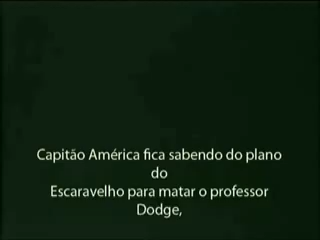 Capitão América fica sabendo do plano
do
Escaravelho para matar o professor
Dodge,